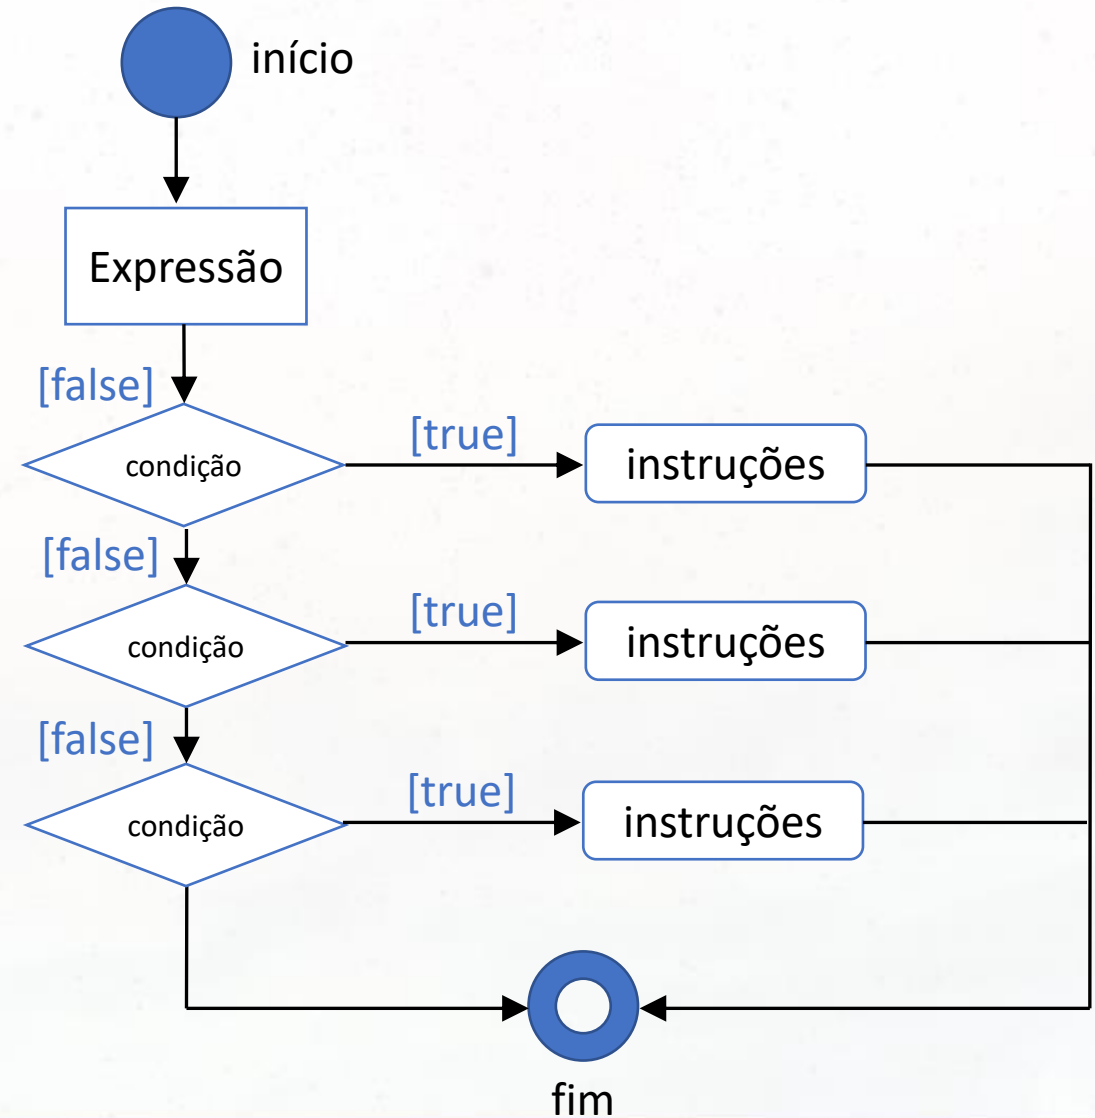 início
Expressão
[false]
condição
[true]
instruções
[false]
condição
[true]
instruções
[false]
condição
[true]
instruções
fim